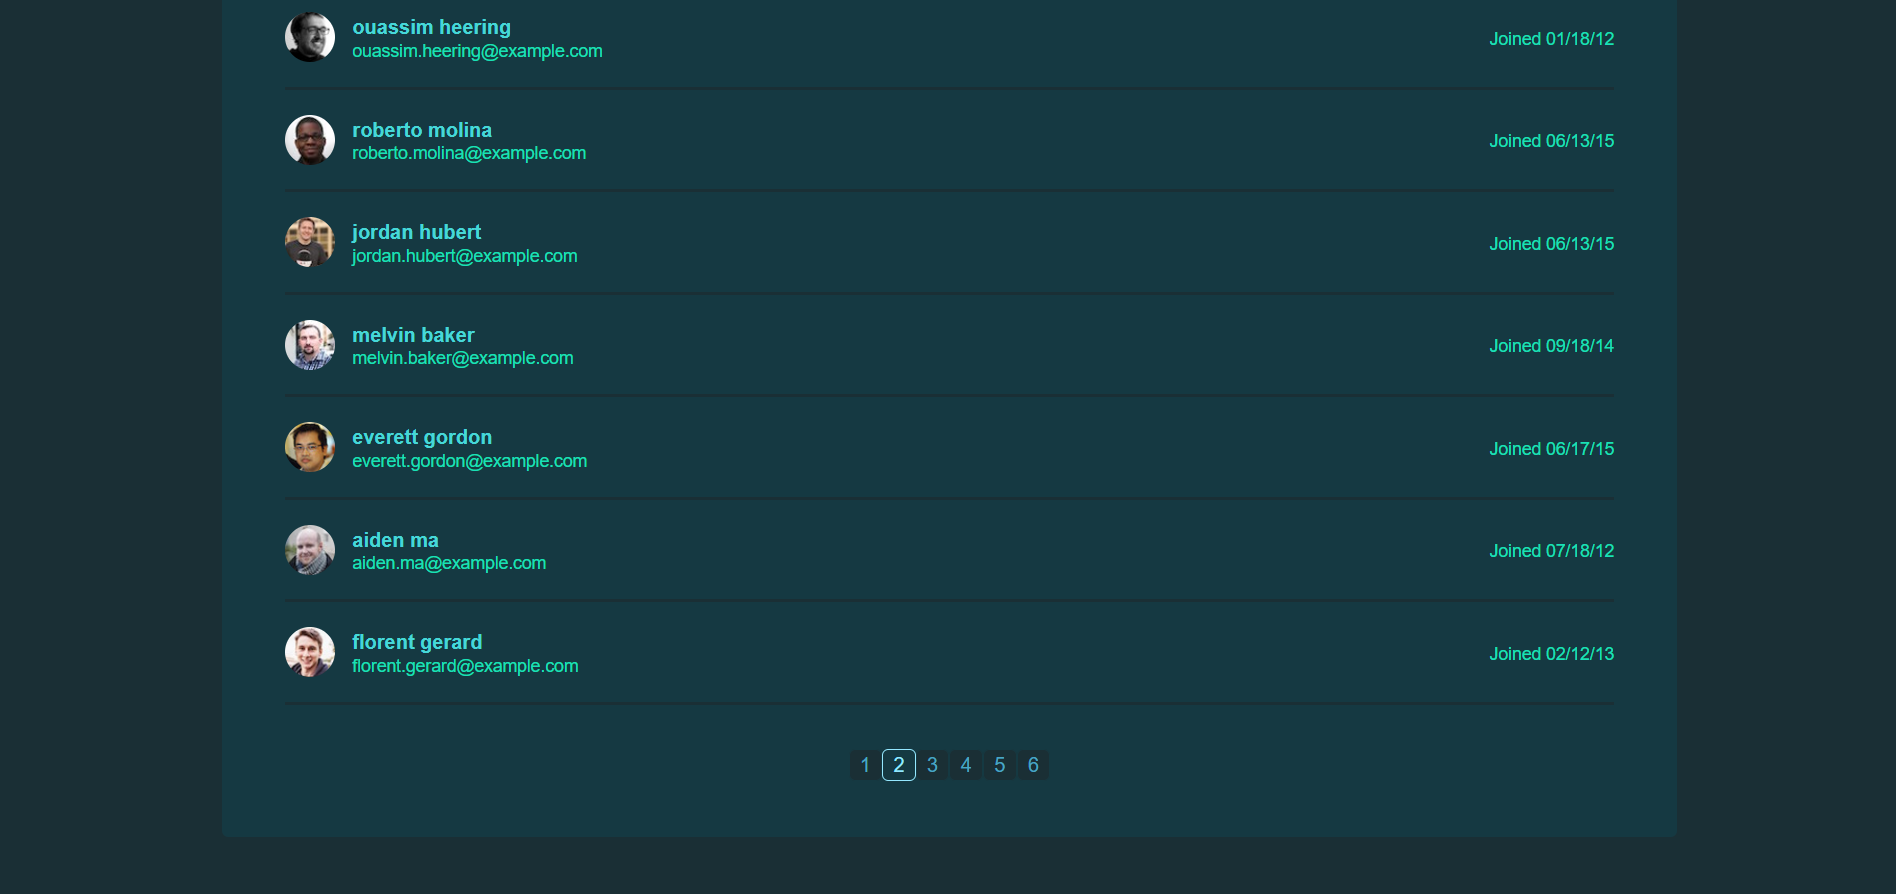 ouassim heering
ouassim.heering@example.com
Joined 01/18/12
roberto molina
roberto.molina@example.com
Joined 06/13/15
jordan hubert
jordan.hubert@example.com
Joined 06/13/15
melvin baker
melvin.baker@example.com
Joined 09/18/14
everett gordon
everett.gordon@example.com
Joined 06/17/15
aiden ma
aiden.ma@example.com
Joined 07/18/12
florent gerard
florent.gerard@example.com
Joined 02/12/13
1 2 3 4 5 6